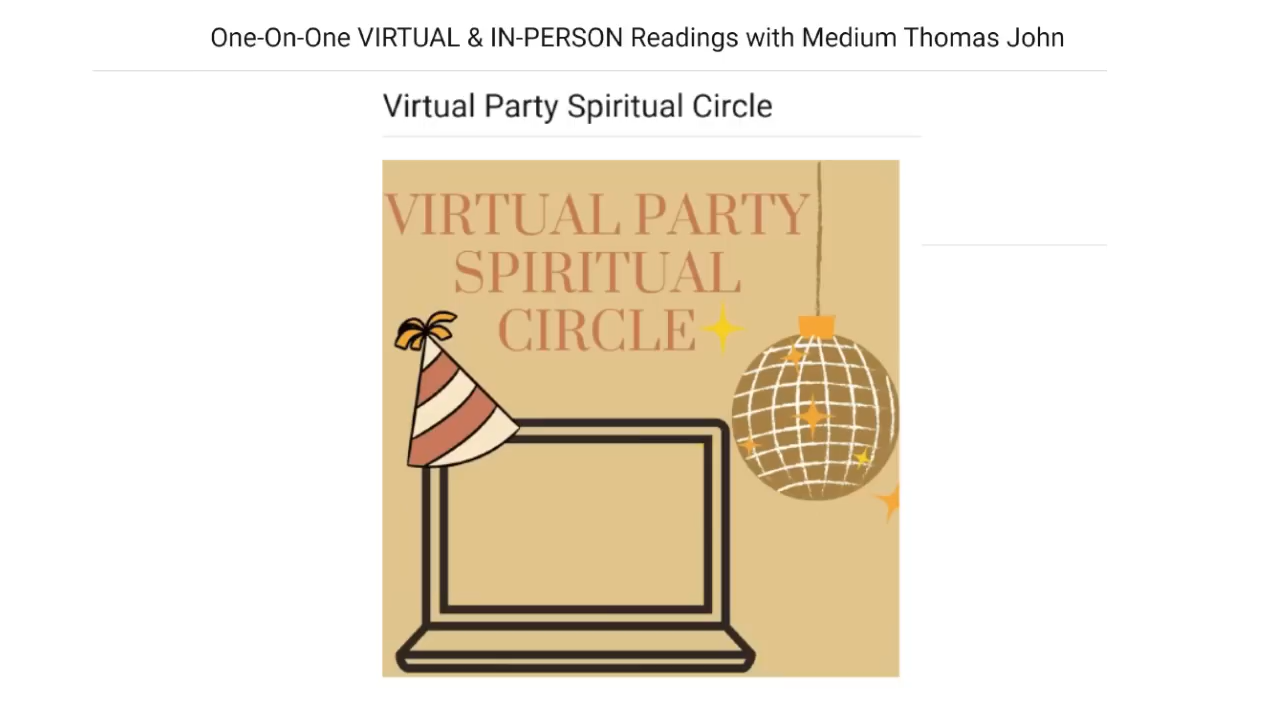 One-On-One VIRTUAL & IN-PERSON Readings with Medium Thomas John
Virtual Party Spiritual Circle
VIRTUAL PARTY
SPIRITUAL
CIRCLE